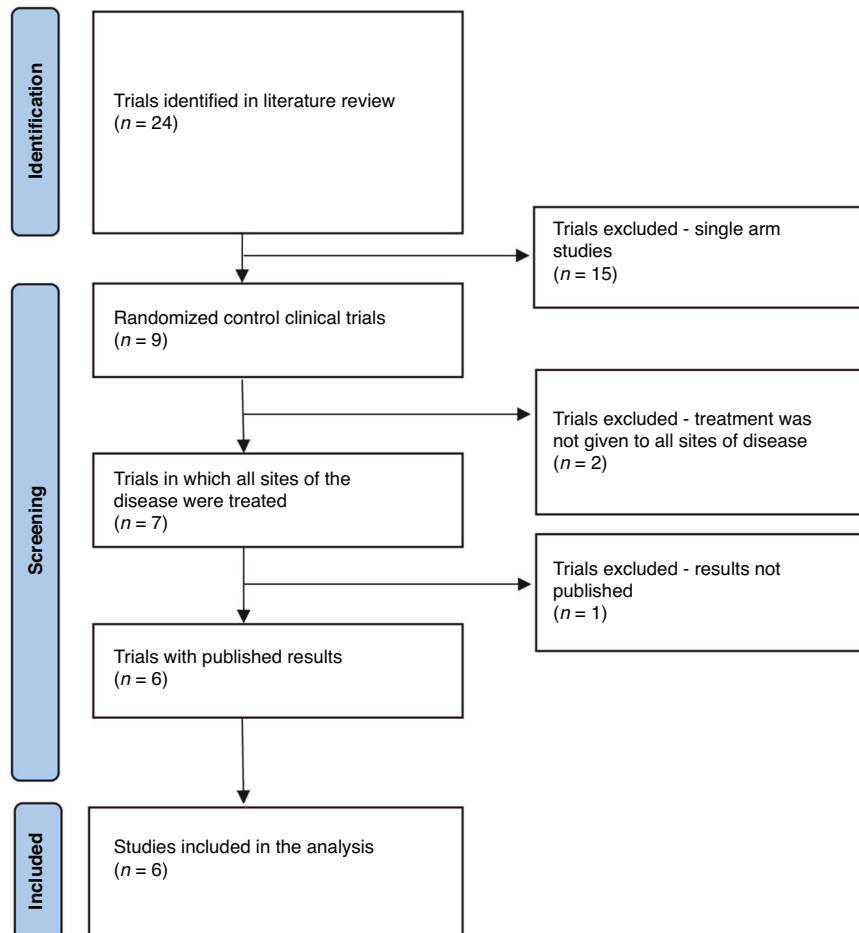 Identification
Trials identified in literature review
(n = 24)
Trials excluded - single arm
studies
(n = 15)
Screening
Randomized control clinical trials
(n = 9)
Trials excluded - treatment was
not given to all sites of disease
(n = 2)
Trials in which all sites of the
disease were treated
(n = 7)
Trials excluded - results not
published
(n = 1)
Trials with published results
(n = 6)
Included
Studies included in the analysis
(n = 6)